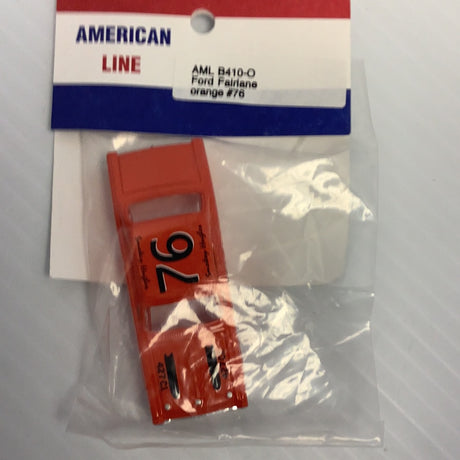 AMERICAN
LINE
AML B410-O
Ford Fairlane
orange #76
76
427 CI